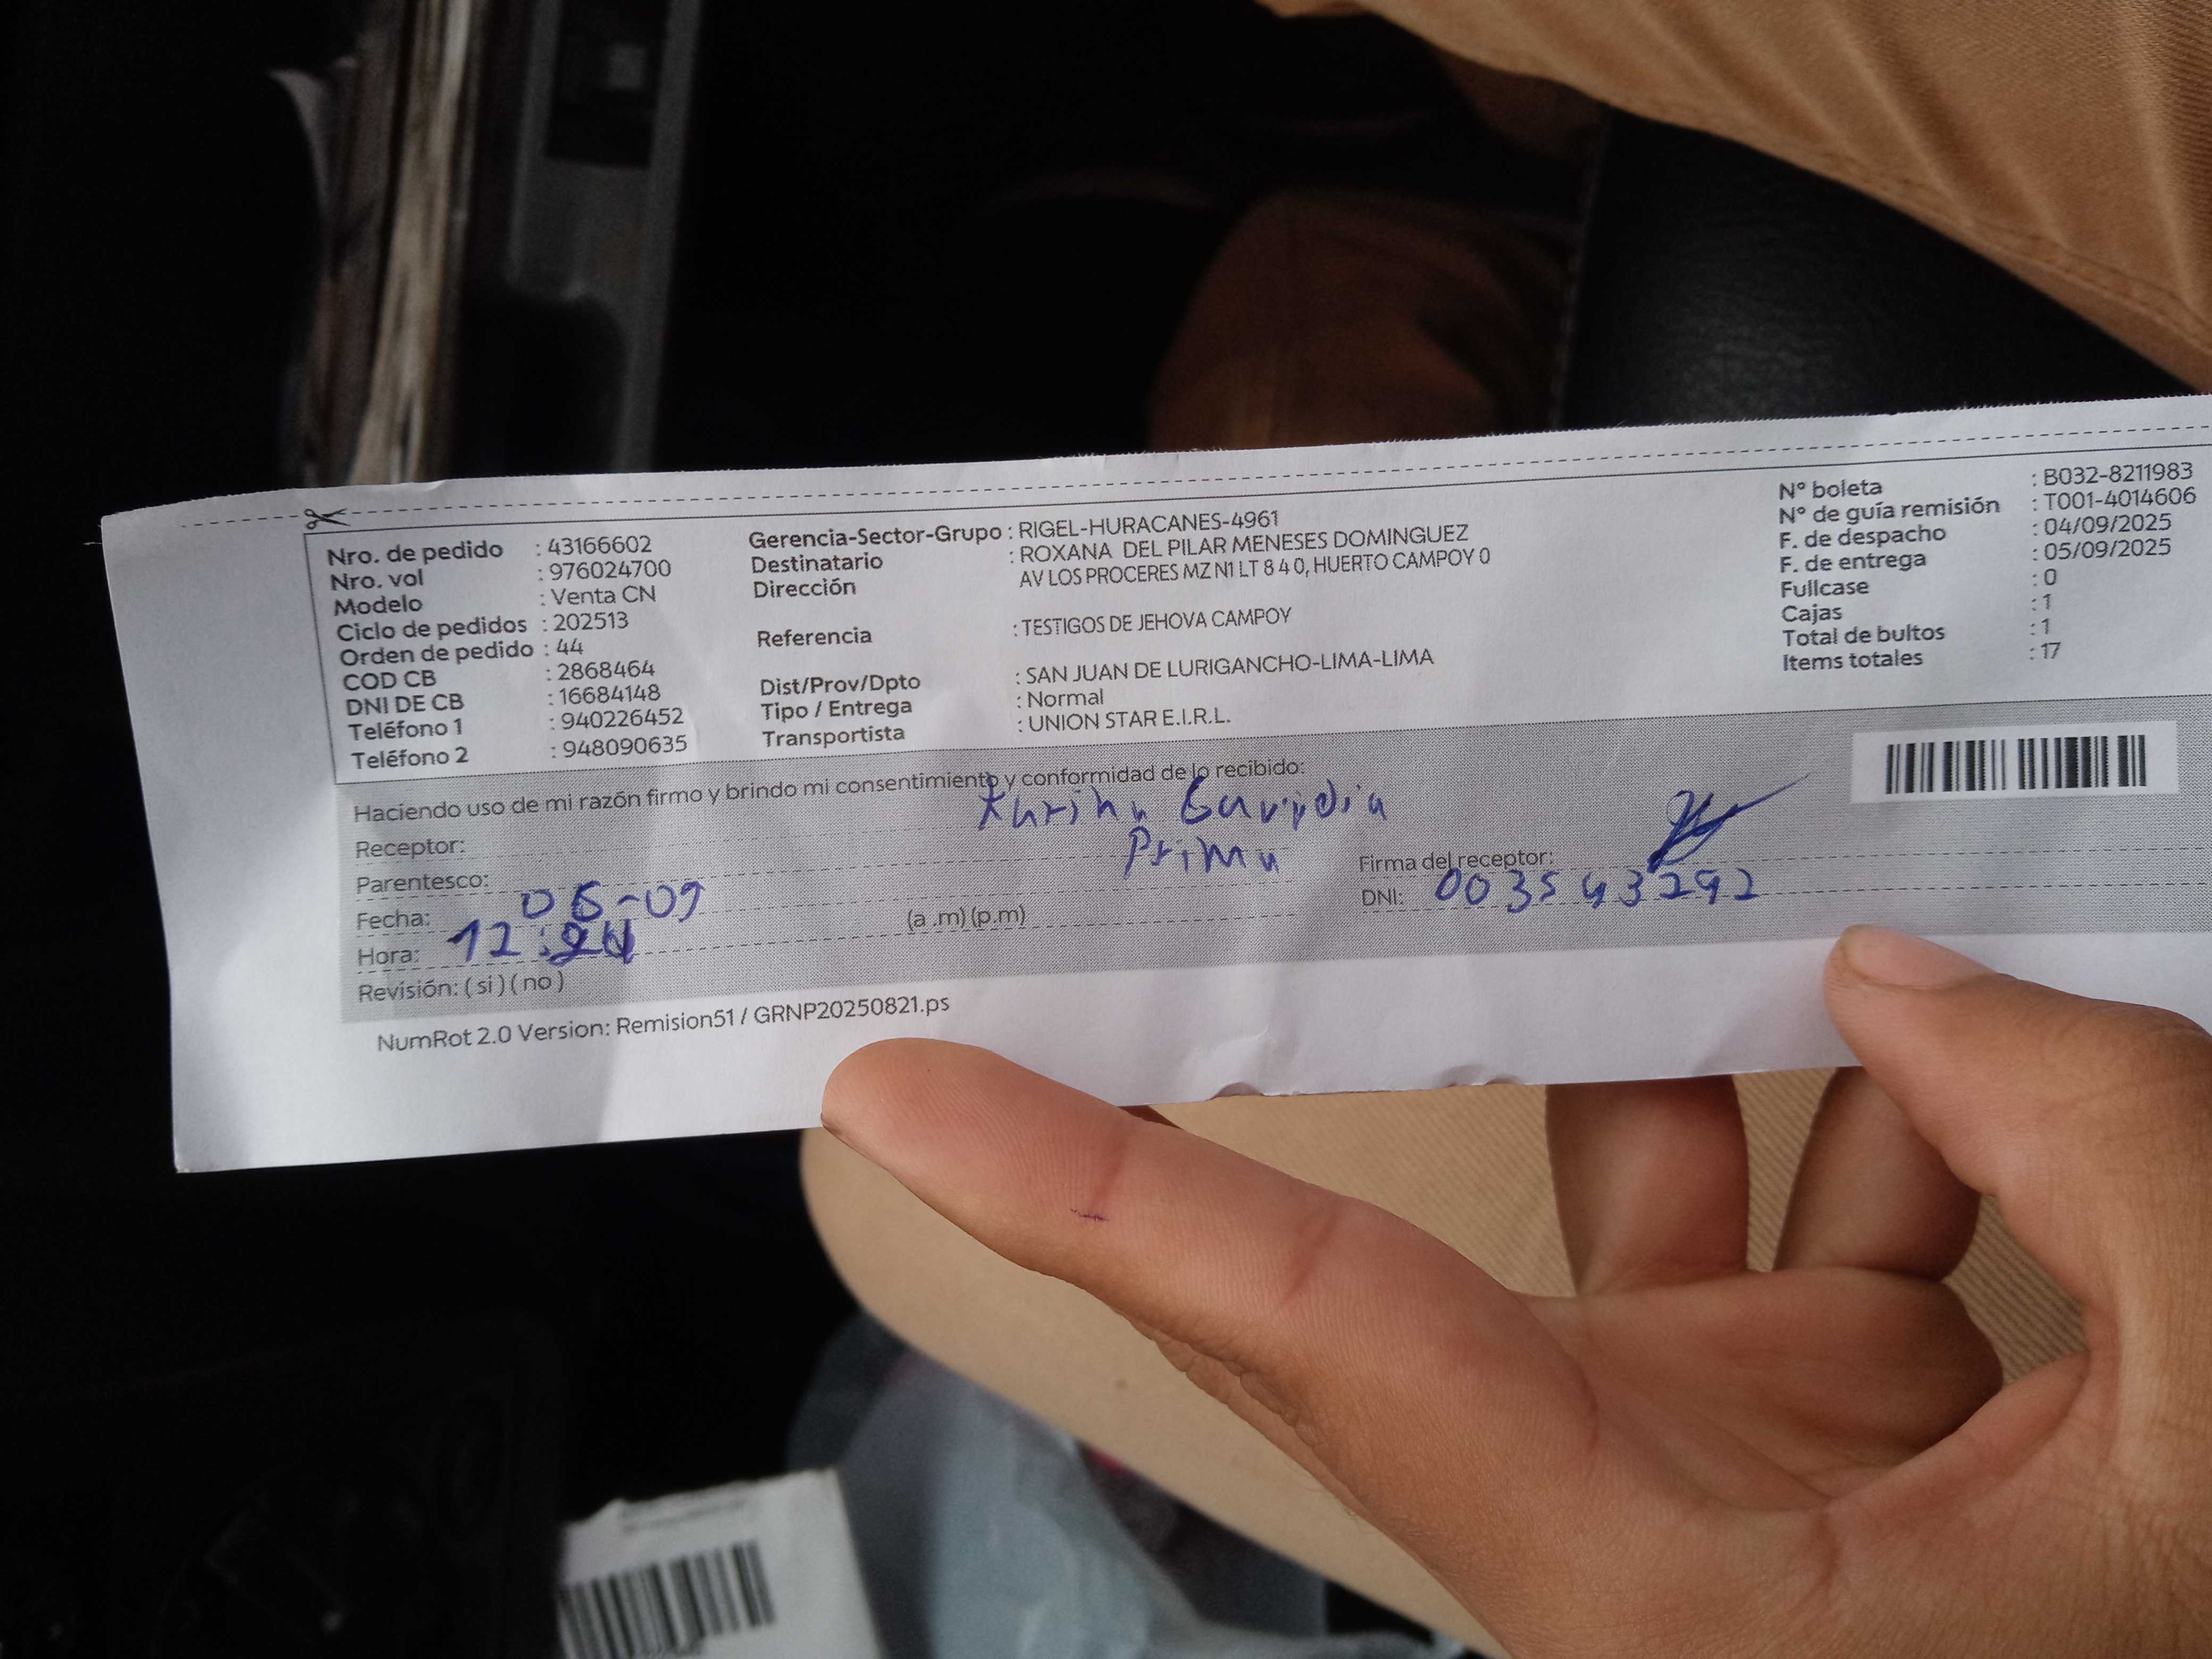 Nro. de pedido : 43166602
Nro. vol : 976024700
Modelo : Venta CN
Ciclo de pedidos : 202513
Orden de pedido : 44
COD CB : 2868464
DNI DE CB : 16684148
Teléfono 1 : 940226452
Teléfono 2 : 948090635
Gerencia-Sector-Grupo : RIGEL-HURACANES-4961
Destinatario : ROXANA DEL PILAR MENESES DOMINGUEZ
Dirección AV LOS PROCERES MZ N1 LT 8 4 0, HUERTO CAMPOY 0
Referencia : TESTIGOS DE JEHOVA CAMPOY
Dist/Prov/Dpto : SAN JUAN DE LURIGANCHO-LIMA-LIMA
Tipo / Entrega : Normal
Transportista : UNION STAR E.I.R.L.
N° boleta : B032-8211983
N° de guía remisión : T001-4014606
F. de despacho : 04/09/2025
F. de entrega : 05/09/2025
Fullcase : 0
Cajas : 1
Total de bultos : 1
Items totales : 17
Haciendo uso de mi razón firmo y brindo mi consentimiento y conformidad de lo recibido:
Receptor:
Parentesco: Prima
Fecha: 05-09
Hora: 12: (a .m) (p.m)
Revisión: ( si ) ( no )
Firma del receptor:
DNI: 003543292
NumRot 2.0 Version: Remision51 / GRNP20250821.ps